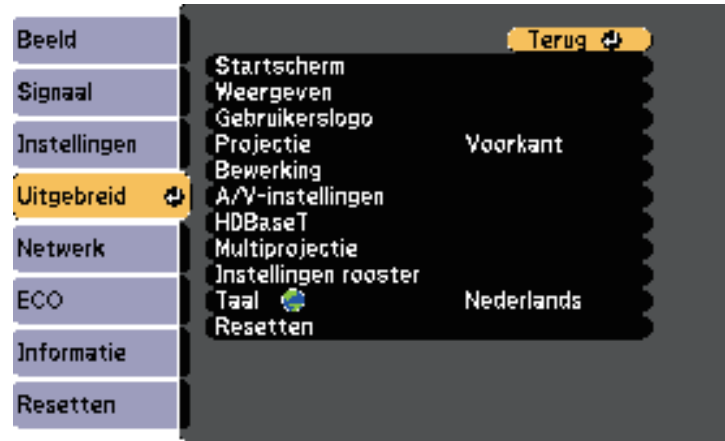 Beeld
Signaal
Instellingen
Uitgebreid
Netwerk
ECO
Informatie
Resetten
Terug
Startscherm
Weergeven
Gebruikerslogo
Projectie Voorkant
Bewerking
A/V-instellingen
HDBaseT
Multiprojectie
Instellingen rooster
Taal Nederlands
Resetten